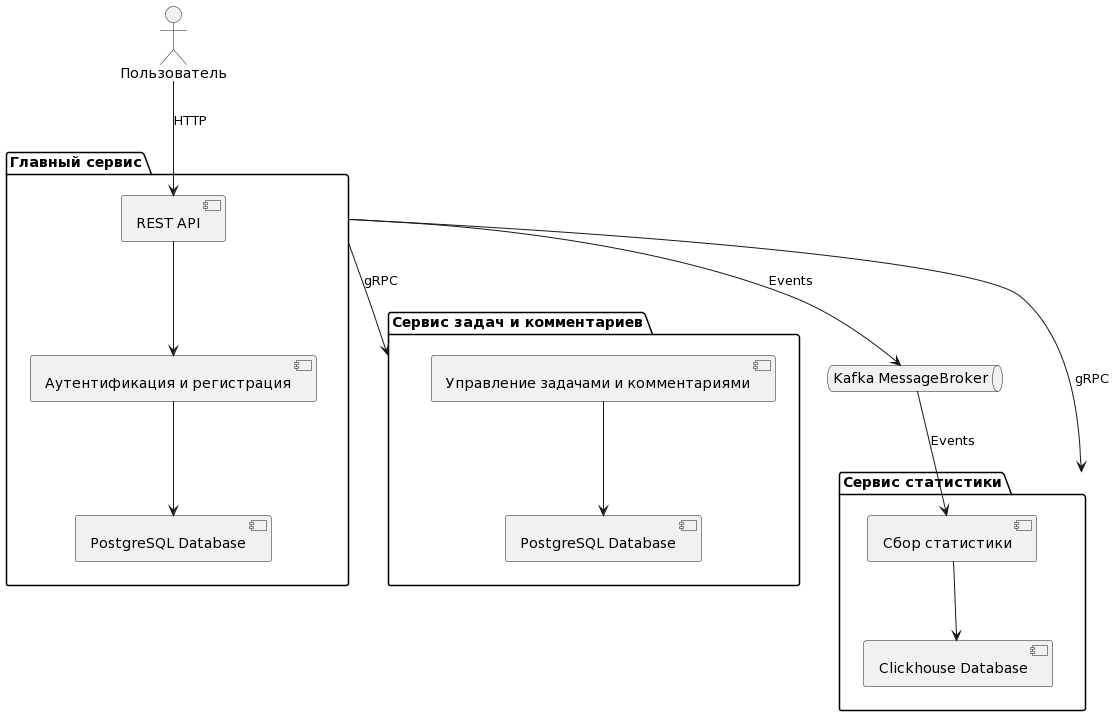 Пользователь
HTTP
Главный сервис
REST API
gRPC
Events
Сервис задач и комментариев
Аутентификация и регистрация
Управление задачами и комментариями
Kafka MessageBroker
gRPC
Events
Сервис статистики
PostgreSQL Database
PostgreSQL Database
Сбор статистики
Clickhouse Database